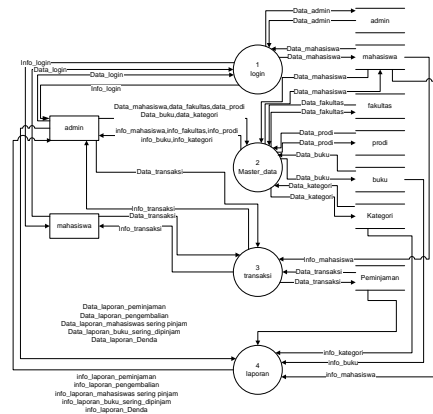 Data_admin
Data_admin
admin
Data_mahasiswa
mahasiswa
Data_mahasiswa
Info_login
Data_login
Data_login
Info_login
1
login
Data_mahasiswa
Data_mahasiswa
Data_fakultas
Data_fakultas
fakultas
Data_mahasiswa,data_fakultas,data_prodi
Data_buku,data_kategori
admin
info_mahasiswa,info_fakultas,info_prodi
info_buku,info_kategori
Data_prodi
Data_prodi
prodi
Data_buku
2
Master_data
Data_transaksi
Data_buku
buku
Data_kategori
Data_kategori
Kategori
Info_transaksi
Data_transaksi
mahasiswa
Info_transaksi
Info_mahasiswa
3
transaksi
Data_transaksi
Data_transaksi
Peminjaman
Data_laporan_peminjaman
Data_laporan_pengembalian
Data_laporan_mahasiswas sering pinjam
Data_laporan_buku_sering_dipinjam
Data_laporan_Denda
info_kategori
info_buku
info_mahasiswa
4
laporan
info_laporan_peminjaman
info_laporan_pengembalian
info_laporan_mahasiswas sering pinjam
info_laporan_buku_sering_dipinjam
info_laporan_Denda